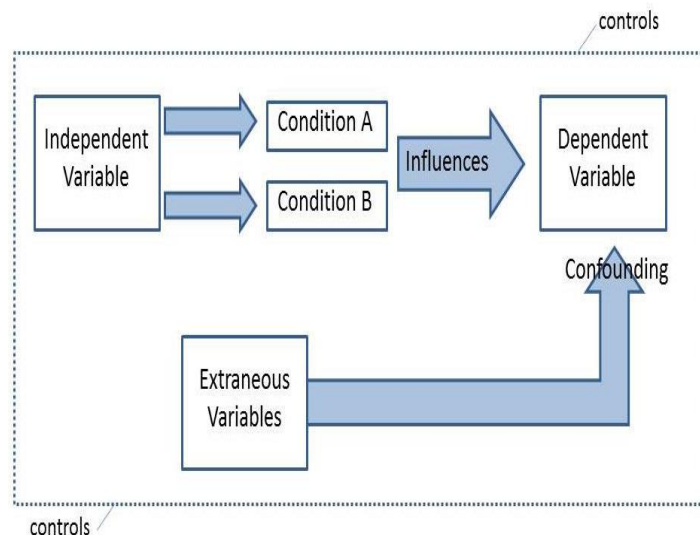 controls
Independent
Variable
Condition A
Condition B
Influences
Dependent
Variable
Confounding
Extraneous
Variables
controls